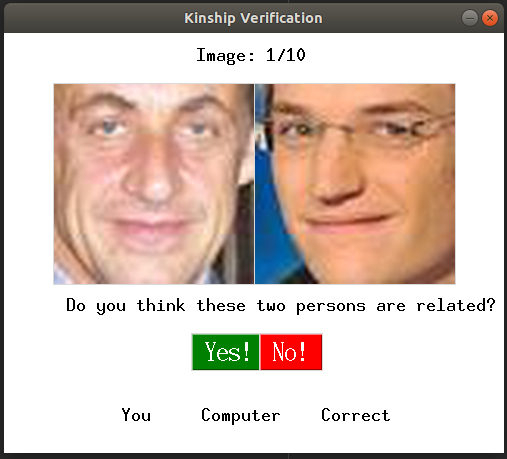 Kinship Verification
Image: 1/10
Do you think these two persons are related?
Yes! No!
You Computer Correct